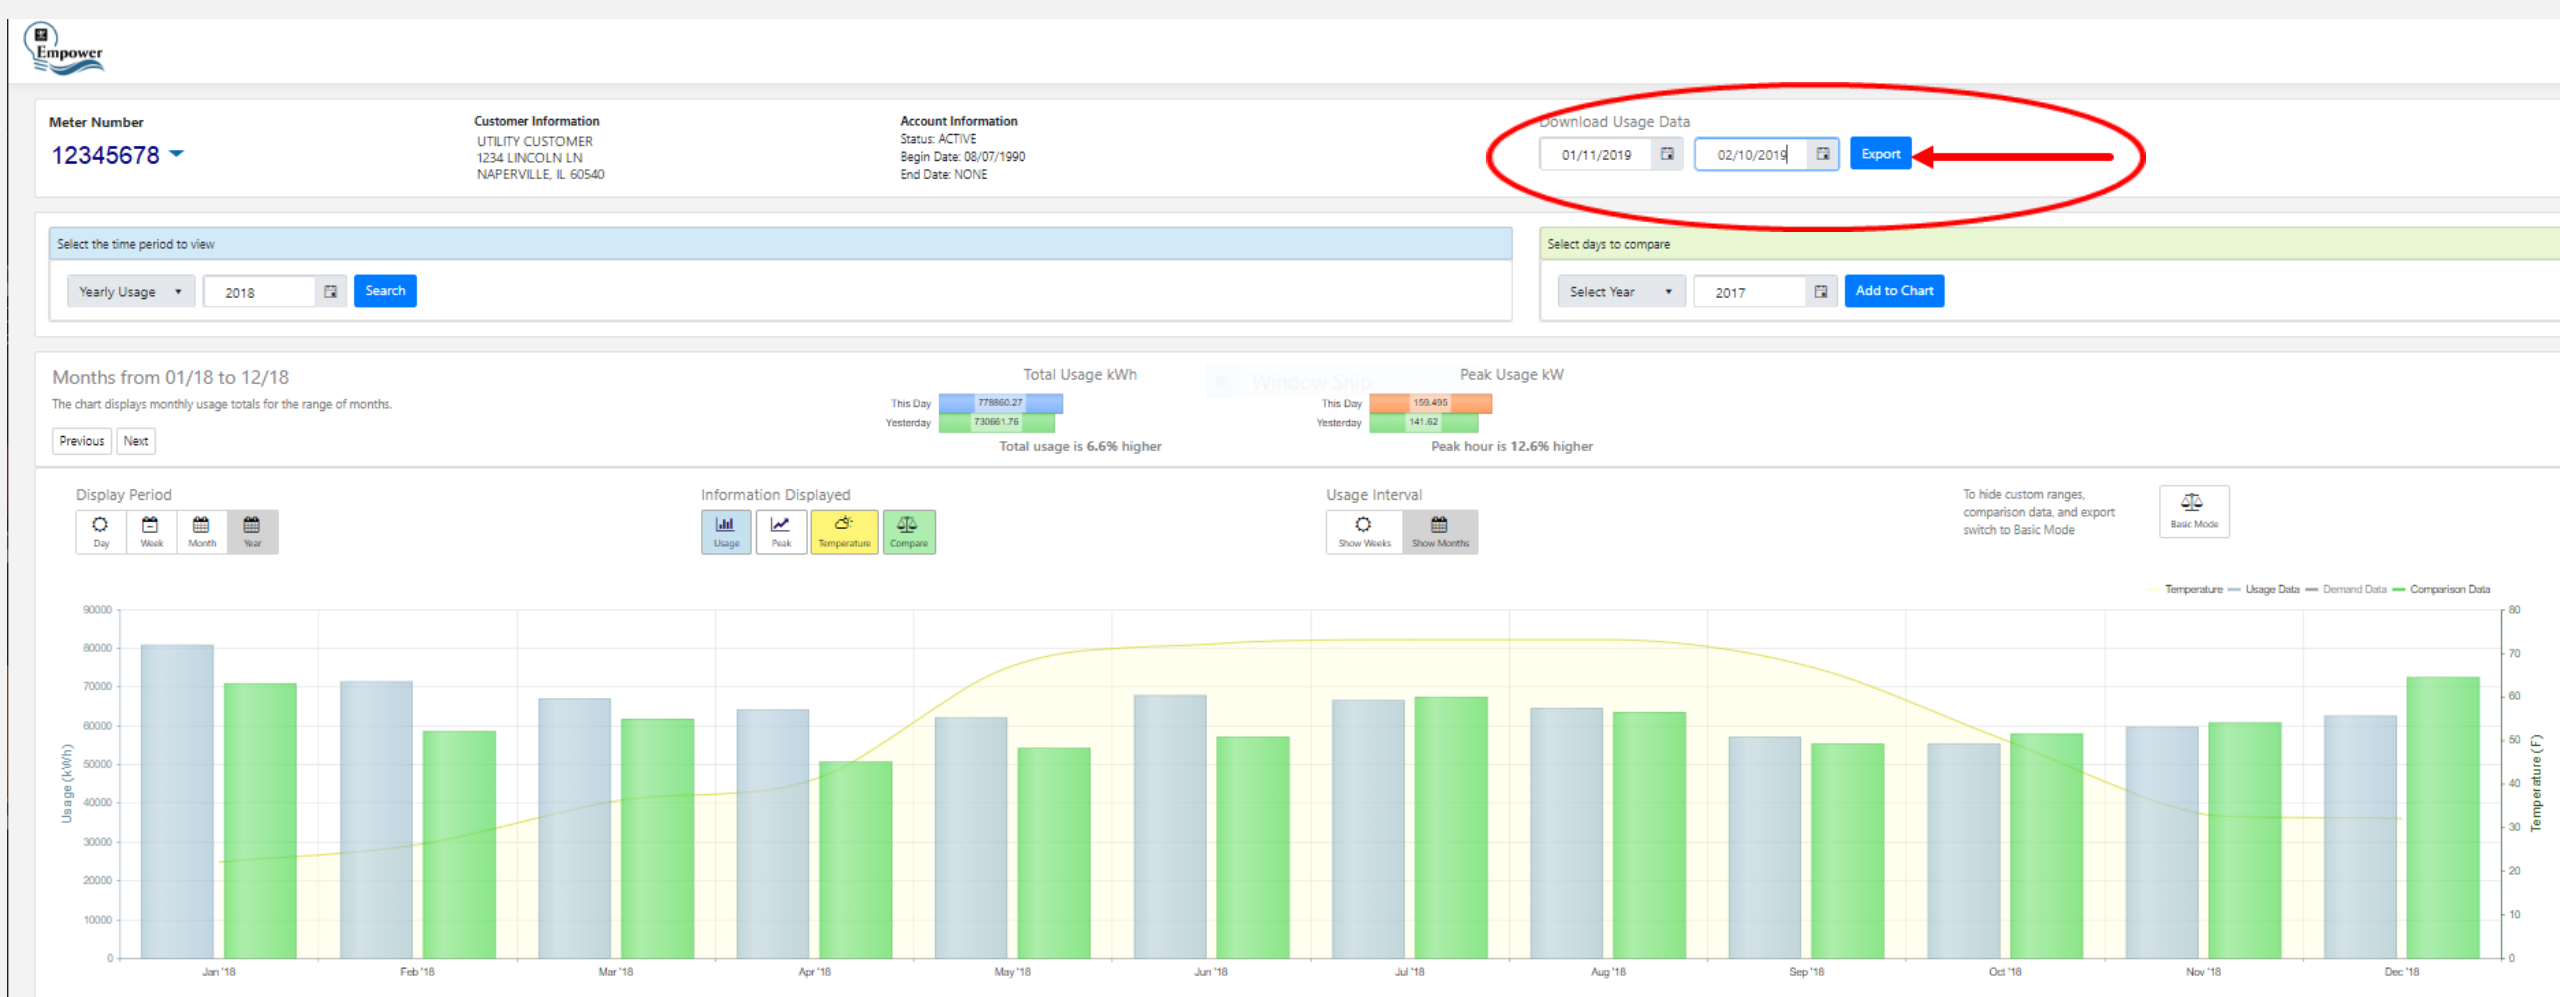 Empower
Meter Number
12345678
Customer Information
UTILITY CUSTOMER
1234 LINCOLN LN
NAPERVILLE, IL 60540
Account Information
Status: ACTIVE
Begin Date: 08/07/1990
End Date: NONE
Download Usage Data
01/11/2019 02/10/2019 Export
Select the time period to view
Yearly Usage 2018 Search
Select days to compare
Select Year 2017 Add to Chart
Months from 01/18 to 12/18
The chart displays monthly usage totals for the range of months.
Previous Next
Total Usage kWh
This Day 778860.27
Yesterday 730661.76
Total usage is 6.6% higher
Window Snip
Peak Usage kW
This Day 159.495
Yesterday 141.62
Peak hour is 12.6% higher
Display Period
Day Week Month Year
Information Displayed
Usage Peak Temperature Compare
Usage Interval
Show Weeks Show Months
To hide custom ranges,
comparison data, and export
switch to Basic Mode
Basic Mode
Temperature Usage Data Demand Data Comparison Data
90000
80000
70000
60000
50000
40000
30000
20000
10000
0
Usage (kWh)
80
70
60
50
40
30
20
10
0
Temperature (F)
Jan '18 Feb '18 Mar '18 Apr '18 May '18 Jun '18 Jul '18 Aug '18 Sep '18 Oct '18 Nov '18 Dec '18